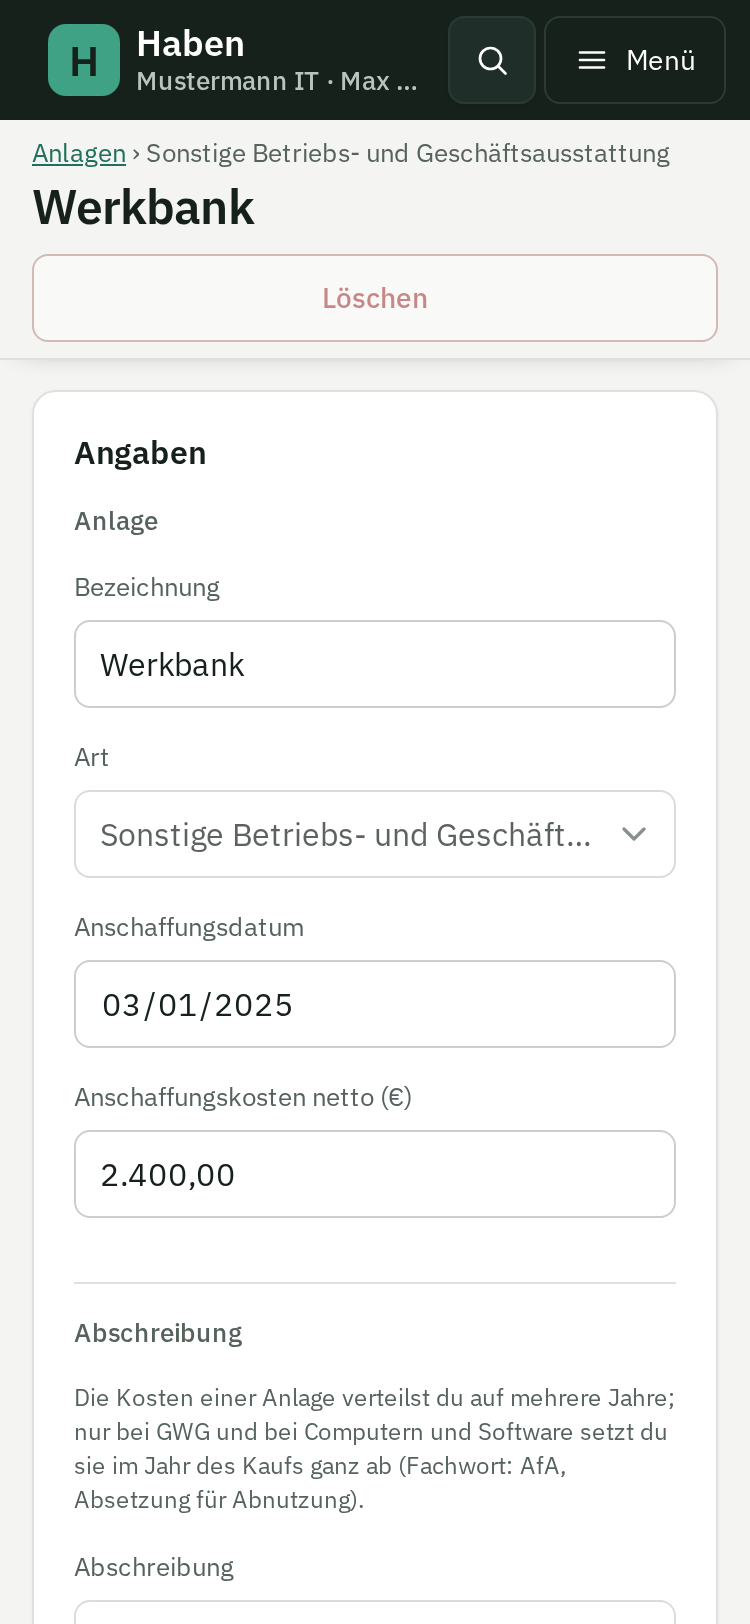 H
Haben
Mustermann IT · Max ...
Menü
Anlagen › Sonstige Betriebs- und Geschäftsausstattung
Werkbank
Löschen
Angaben
Anlage
Bezeichnung
Werkbank
Art
Sonstige Betriebs- und Geschäft...
Anschaffungsdatum
03/01/2025
Anschaffungskosten netto (€)
2.400,00
Abschreibung
Die Kosten einer Anlage verteilst du auf mehrere Jahre;
nur bei GWG und bei Computern und Software setzt du
sie im Jahr des Kaufs ganz ab (Fachwort: AfA,
Absetzung für Abnutzung).
Abschreibung